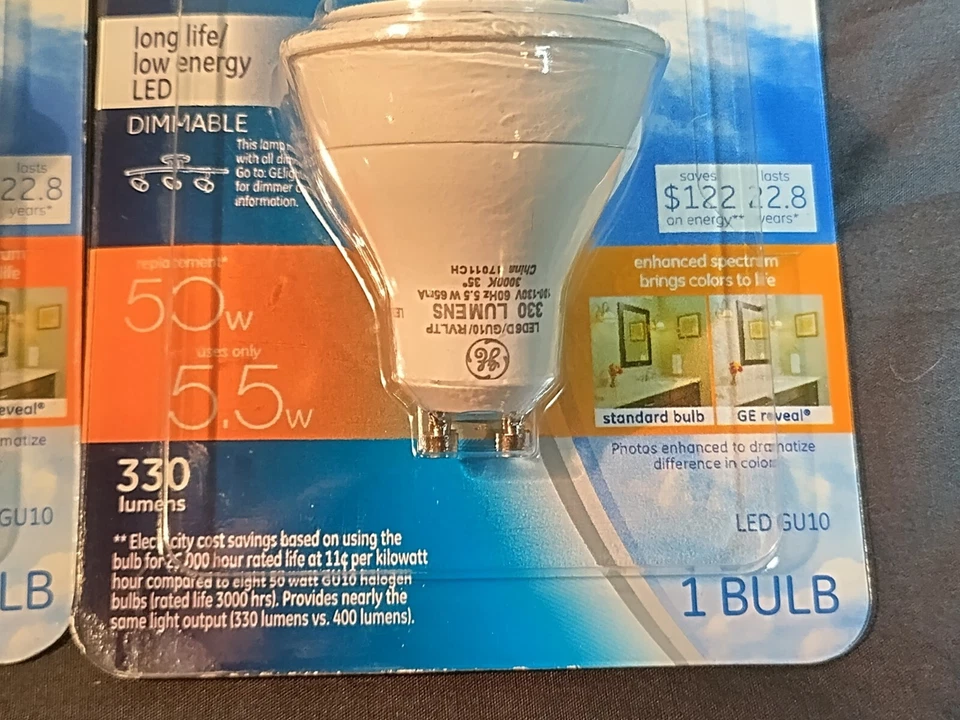 long life/
low energy
LED
DIMMABLE
This lamp
with all
Go to:
for dimmer
information.
lasts
22.8
years*
saves
$122
on energy**
lasts
22.8
years*
replacement*
50w
uses only
5.5w
LED6D/GU10/RVLTP
330 LUMENS
120-130V 60Hz 5.5 W 65mA
3000K 35°
China 17011CH
GE
enhanced spectrum
brings colors to life
standard bulb
GE reveal®
Photos enhanced to dramatize
difference in color.
330
lumens
LED GU10
1 BULB
** Electricity cost savings based on using the
bulb for 25,000 hour rated life at 11¢ per kilowatt
hour compared to eight 50 watt GU10 halogen
bulbs (rated life 3000 hrs). Provides nearly the
same light output (330 lumens vs. 400 lumens).
eveal®
matize
GU10
LB